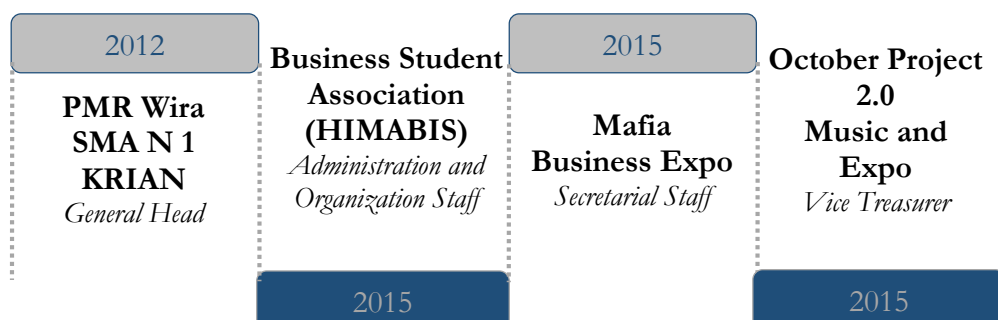 2012
PMR Wira
SMA N 1
KRIAN
General Head
Business Student
Association
(HIMABIS)
Administration and
Organization Staff
2015
2015
Mafia
Business Expo
Secretarial Staff
October Project
2.0
Music and
Expo
Vice Treasurer
2015